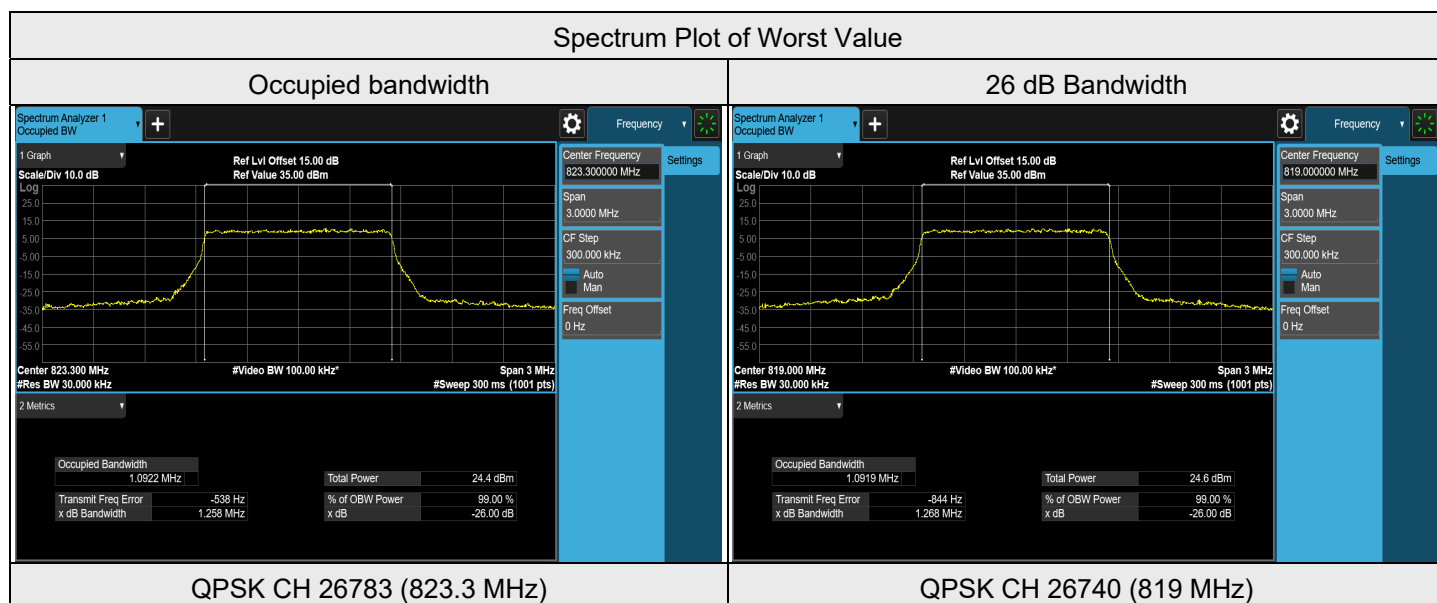 Spectrum Plot of Worst Value
Occupied bandwidth
26 dB Bandwidth
Spectrum Analyzer 1
Occupied BW
+
Frequency
1 Graph
Ref Lvl Offset 15.00 dB
Scale/Div 10.0 dB
Ref Value 35.00 dBm
Log
25.0
15.0
5.00
-5.00
-15.0
-25.0
-35.0
-45.0
-55.0
Center 823.300 MHz
#Video BW 100.00 kHz*
Span 3 MHz
#Res BW 30.000 kHz
#Sweep 300 ms (1001 pts)
Center Frequency
823.300000 MHz
Settings
Span
3.0000 MHz
CF Step
300.000 kHz
Auto
Man
Freq Offset
0 Hz
2 Metrics
Occupied Bandwidth
1.0922 MHz
Total Power 24.4 dBm
Transmit Freq Error -538 Hz
% of OBW Power 99.00 %
x dB Bandwidth 1.258 MHz
x dB -26.00 dB
Spectrum Analyzer 1
Occupied BW
+
Frequency
1 Graph
Ref Lvl Offset 15.00 dB
Scale/Div 10.0 dB
Ref Value 35.00 dBm
Log
25.0
15.0
5.00
-5.00
-15.0
-25.0
-35.0
-45.0
-55.0
Center 819.000 MHz
#Video BW 100.00 kHz*
Span 3 MHz
#Res BW 30.000 kHz
#Sweep 300 ms (1001 pts)
Center Frequency
819.000000 MHz
Settings
Span
3.0000 MHz
CF Step
300.000 kHz
Auto
Man
Freq Offset
0 Hz
2 Metrics
Occupied Bandwidth
1.0919 MHz
Total Power 24.6 dBm
Transmit Freq Error -844 Hz
% of OBW Power 99.00 %
x dB Bandwidth 1.268 MHz
x dB -26.00 dB
QPSK CH 26783 (823.3 MHz)
QPSK CH 26740 (819 MHz)